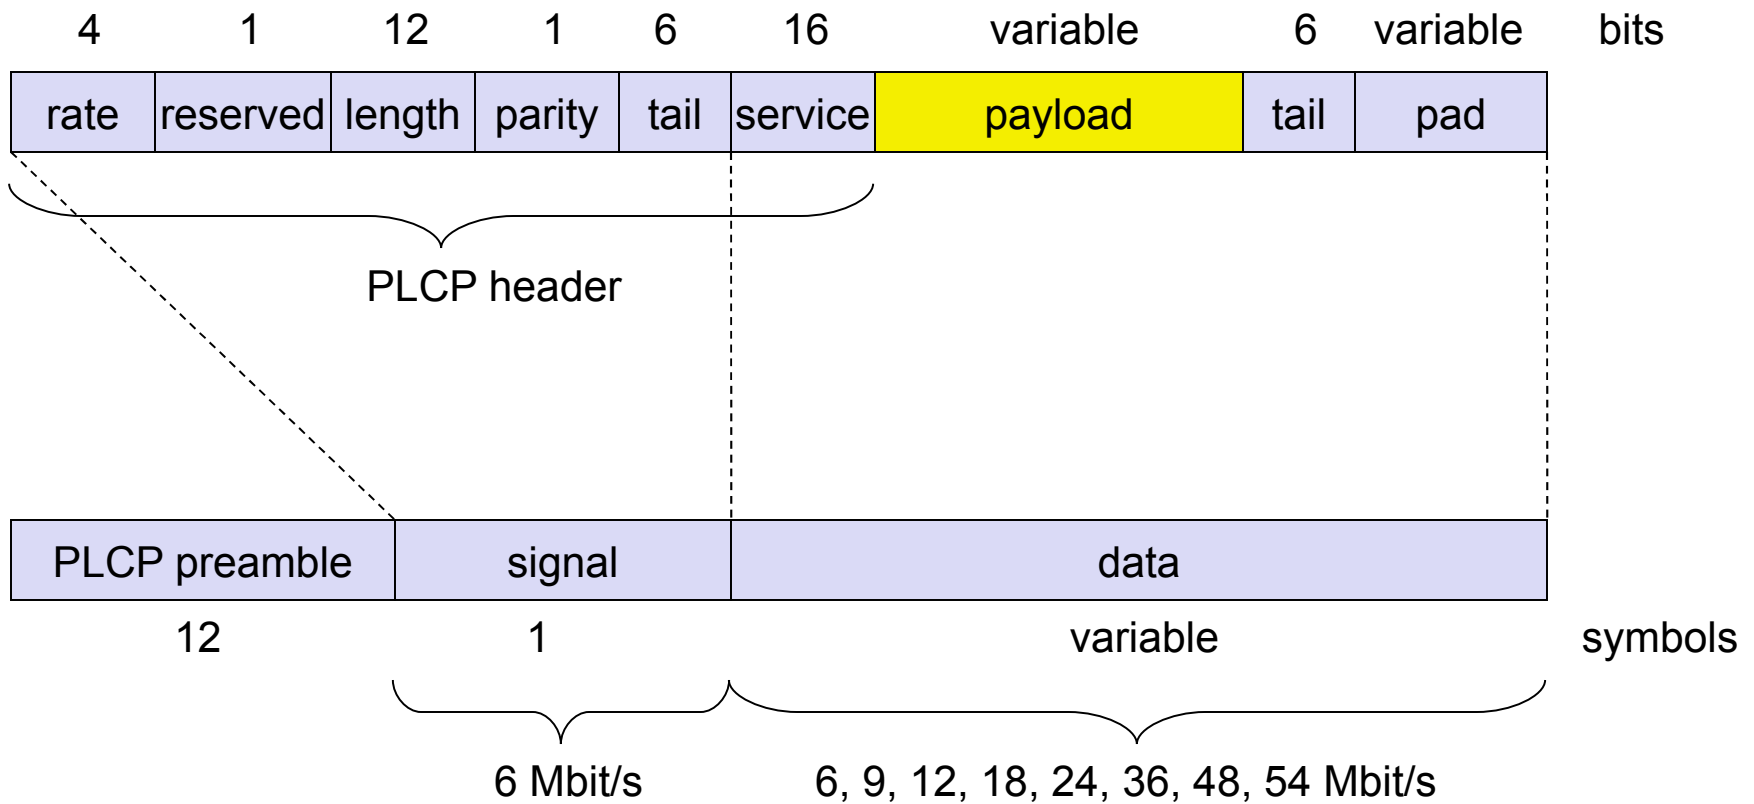 4 1 12 1 6 16 variable 6 variable bits
rate reserved length parity tail service payload tail pad
PLCP header
PLCP preamble signal data
12 1 variable symbols
6 Mbit/s 6, 9, 12, 18, 24, 36, 48, 54 Mbit/s